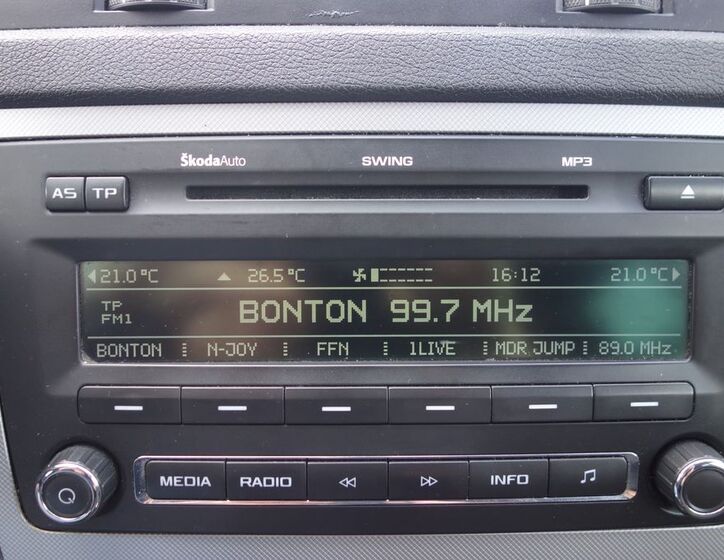 ŠkodaAuto SWING MP3
AS TP
21.0°C 26.5°C 16:12 21.0°C
TP
FM1
BONTON 99.7 MHz
BONTON N-JOY FFN 1LIVE MDR JUMP 89.0 MHz
MEDIA RADIO INFO